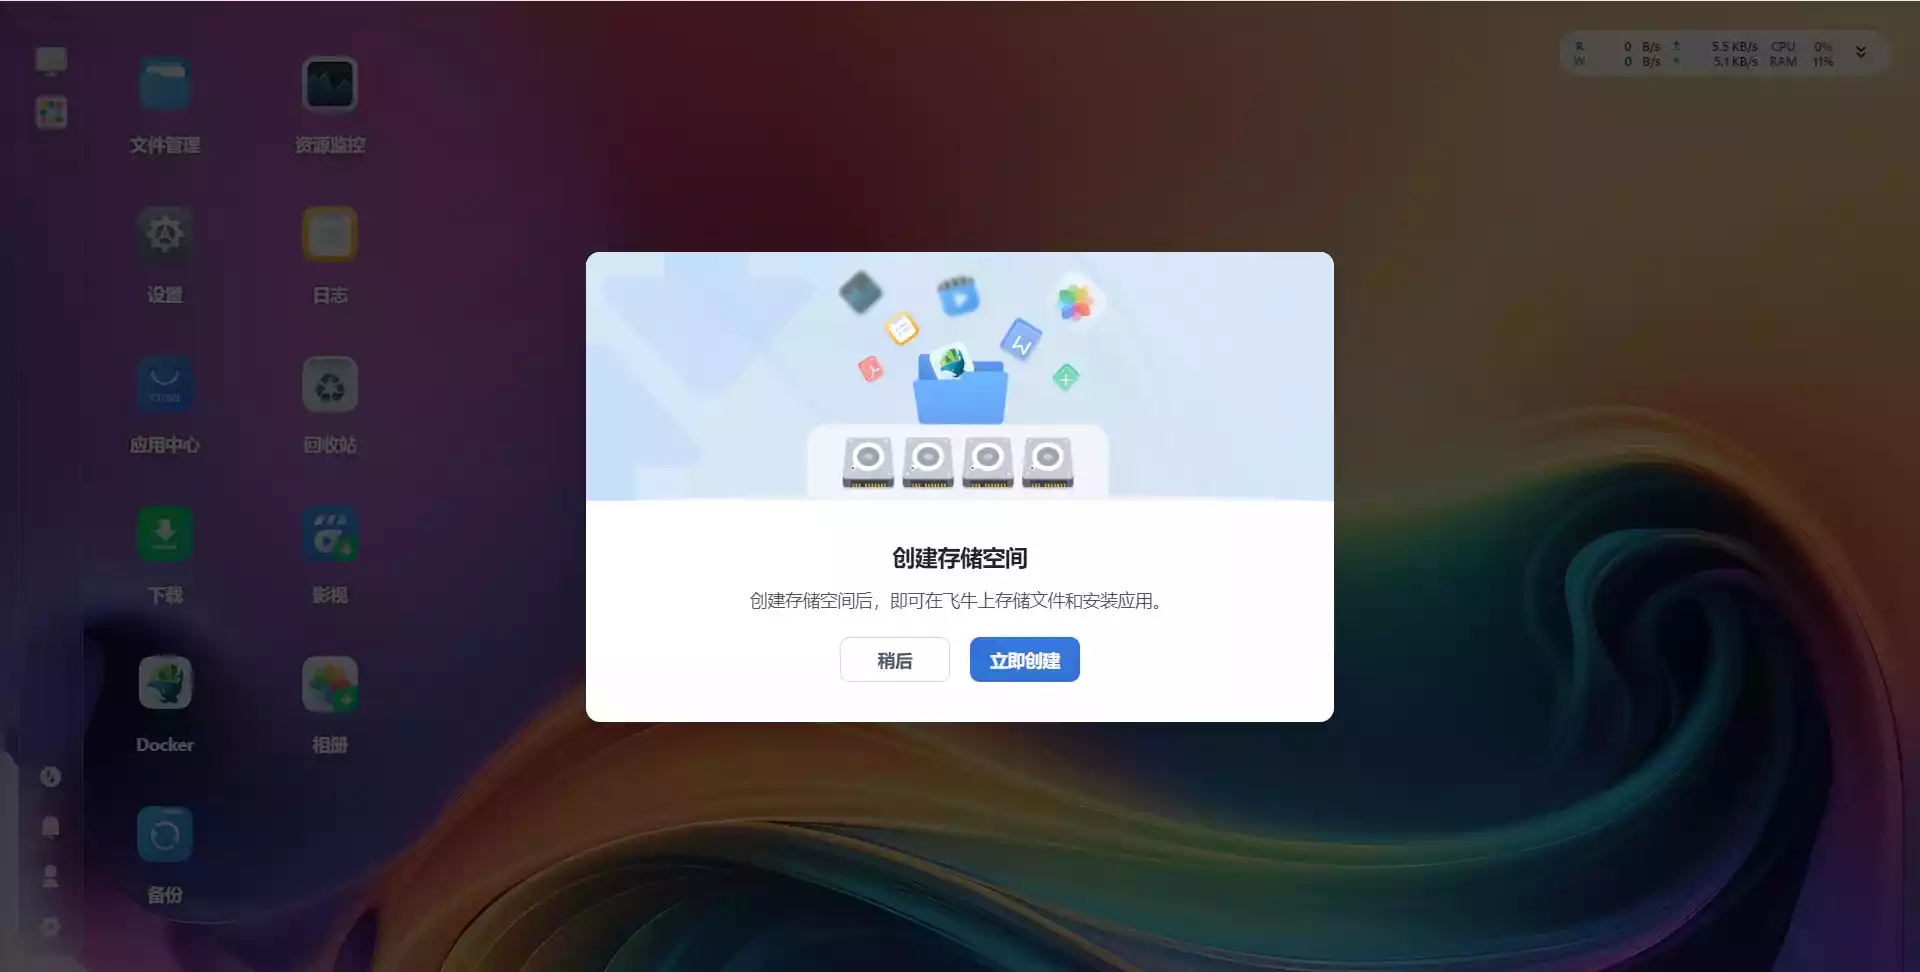 R 0 B/s 5.5 KB/s CPU 0%
W 0 B/s 5.1 KB/s RAM 11%
文件管理
资源监控
设置
日志
STORE
应用中心
回收站
下载
影视
Docker
相册
备份
W
创建存储空间
创建存储空间后，即可在飞牛上存储文件和安装应用。
稍后
立即创建